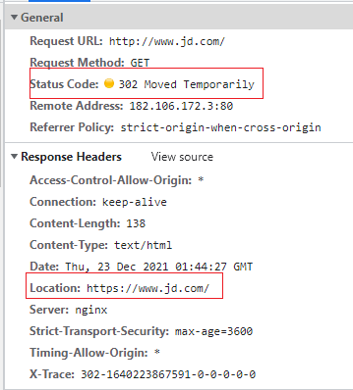 General
Request URL: http://www.jd.com/
Request Method: GET
Status Code: 302 Moved Temporarily
Remote Address: 182.106.172.3:80
Referrer Policy: strict-origin-when-cross-origin
Response Headers View source
Access-Control-Allow-Origin: *
Connection: keep-alive
Content-Length: 138
Content-Type: text/html
Date: Thu, 23 Dec 2021 01:44:27 GMT
Location: https://www.jd.com/
Server: nginx
Strict-Transport-Security: max-age=3600
Timing-Allow-Origin: *
X-Trace: 302-1640223867591-0-0-0-0-0